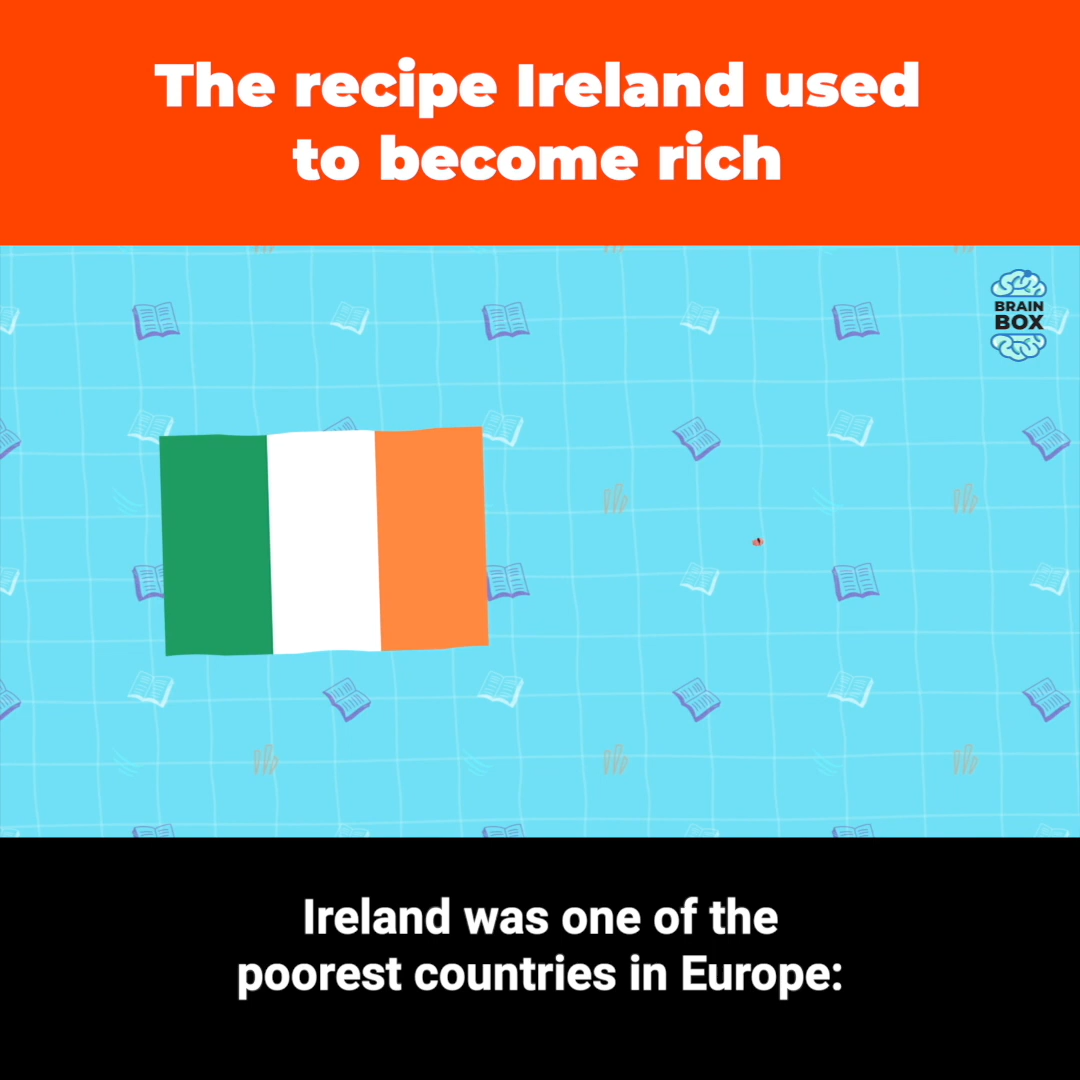 The recipe Ireland used
to become rich
BRAIN
BOX
Ireland was one of the
poorest countries in Europe: